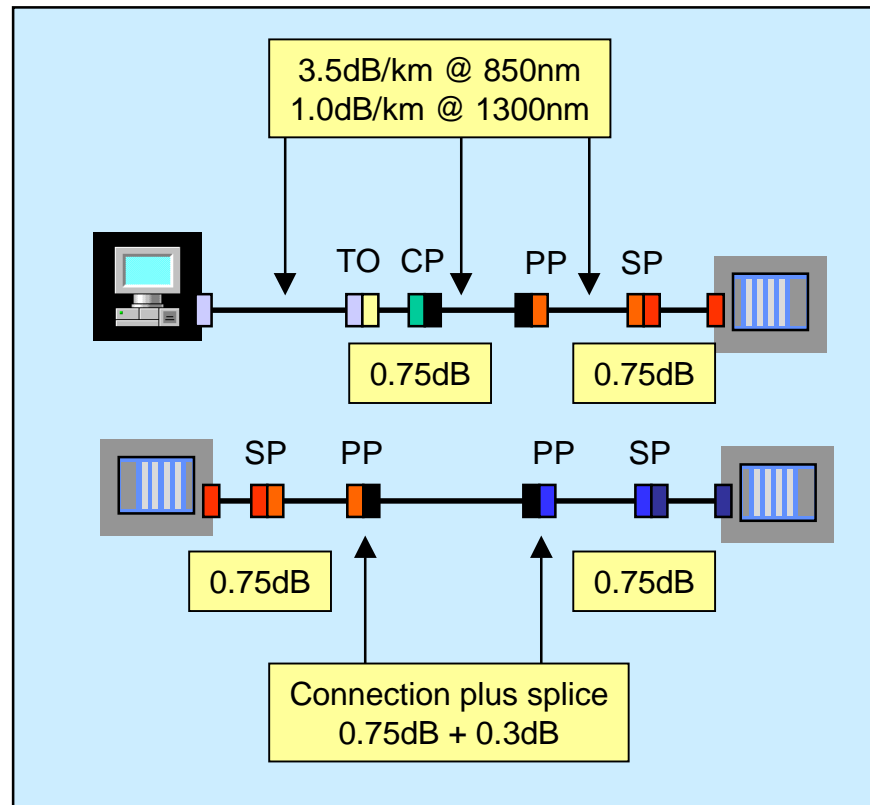 3.5dB/km @ 850nm
1.0dB/km @ 1300nm
TO CP PP SP
0.75dB 0.75dB
SP PP PP SP
0.75dB 0.75dB
Connection plus splice
0.75dB + 0.3dB